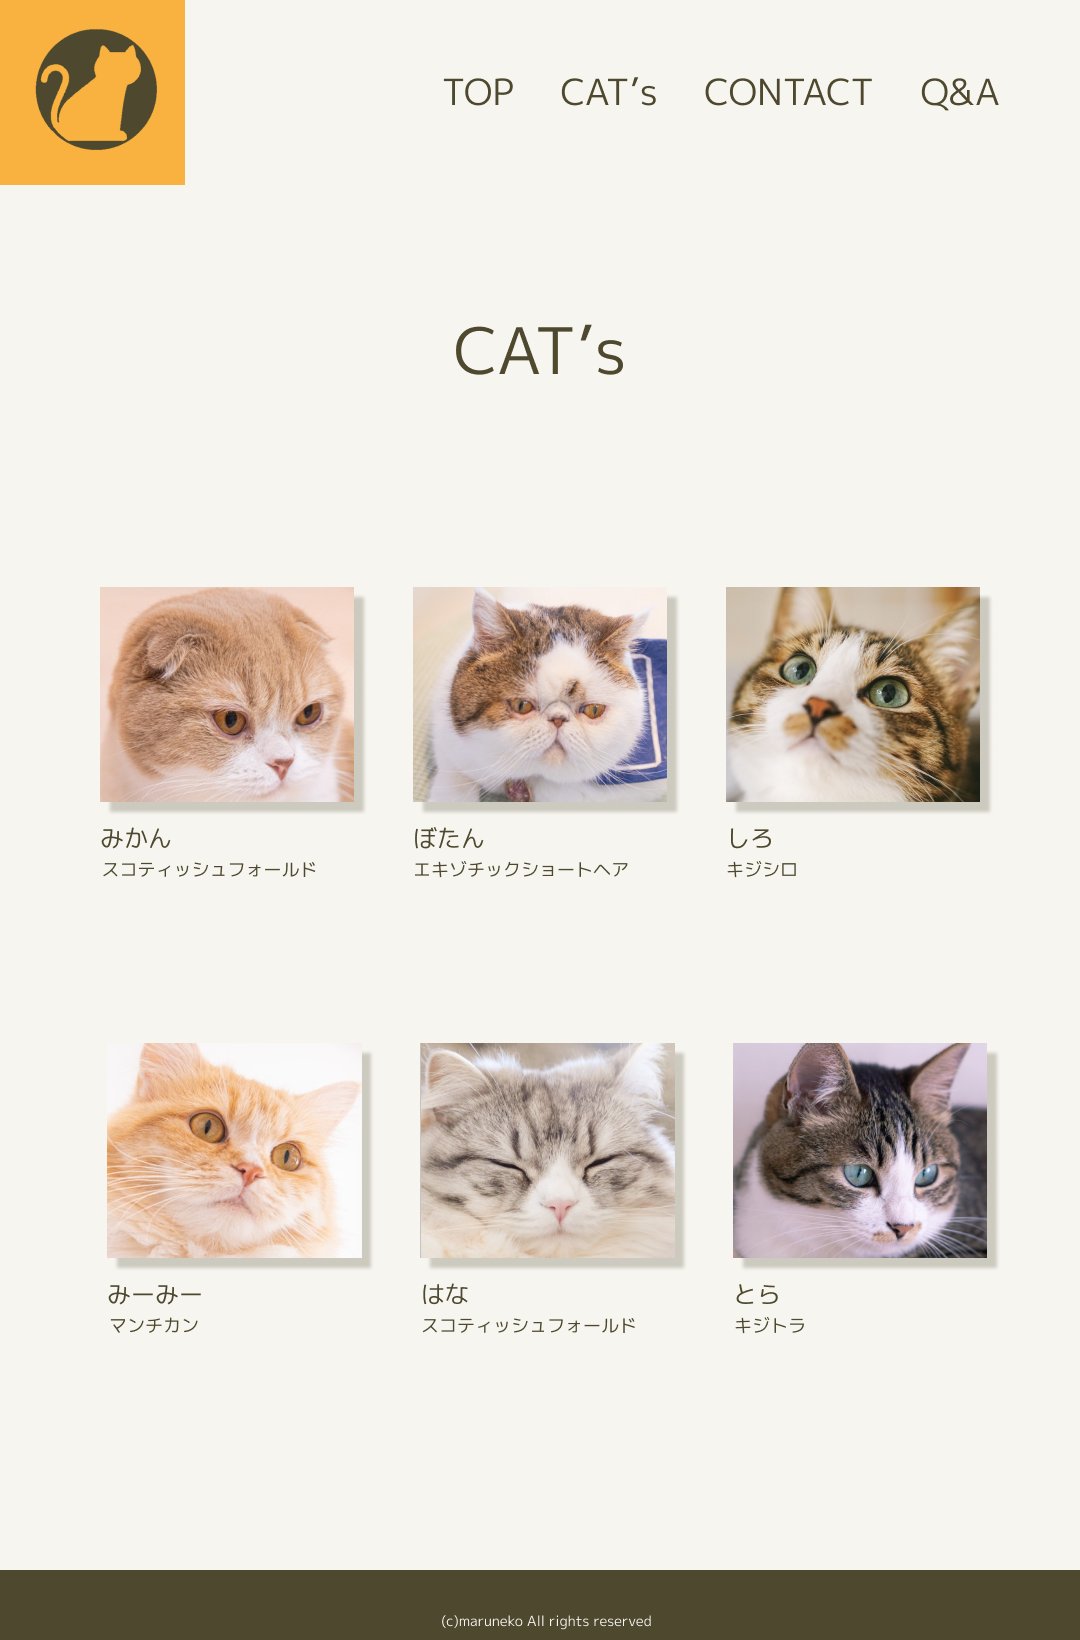 TOP CAT’s CONTACT Q&A
CAT’s
みかん
スコティッシュフォールド
ぼたん
エキゾチックショートヘア
しろ
キジシロ
みーみー
マンチカン
はな
スコティッシュフォールド
とら
キジトラ
(c)maruneko All rights reserved